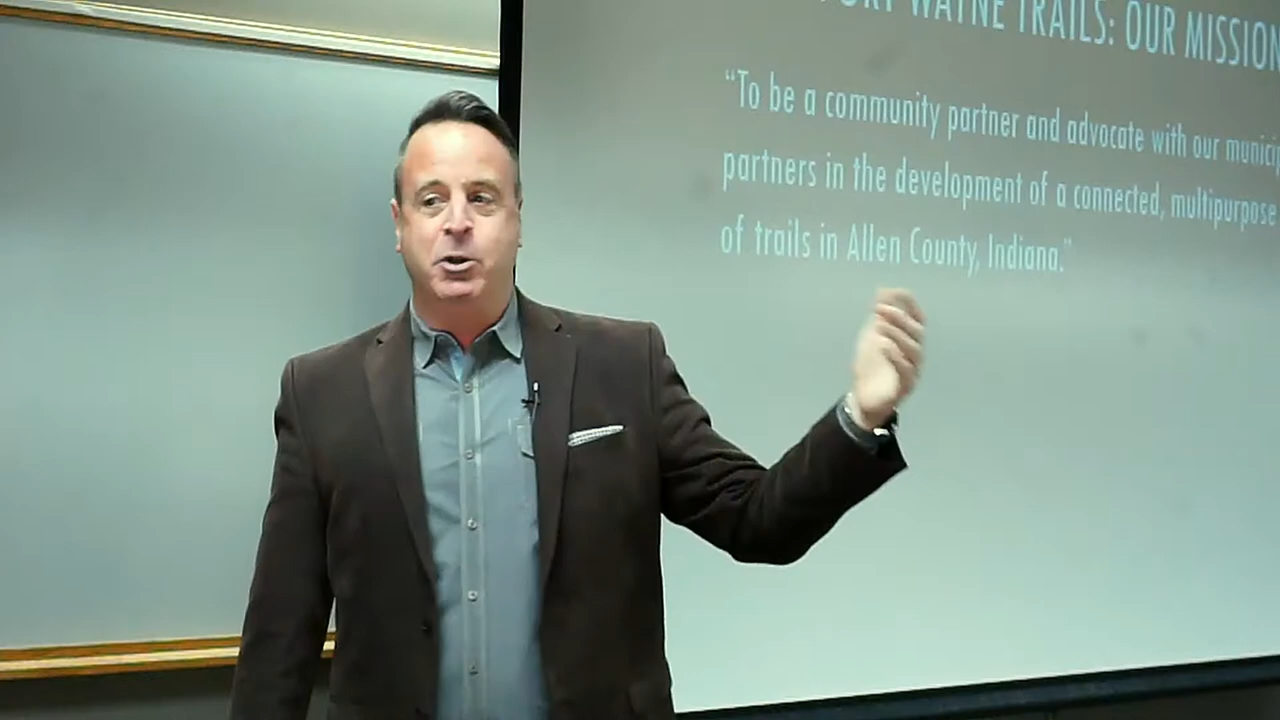 FORT WAYNE TRAILS: OUR MISSION
“To be a community partner and advocate with our
partners in the development of a connected, multipurpose
of trails in Allen County, Indiana.”